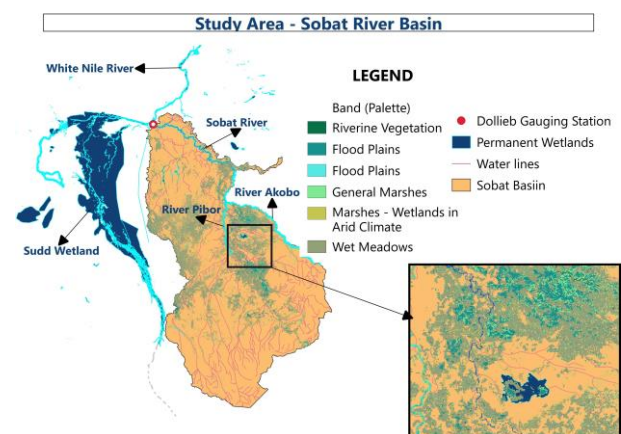 Study Area - Sobat River Basin
White Nile River
LEGEND
Band (Palette)
Riverine Vegetation
Flood Plains
Flood Plains
General Marshes
Marshes - Wetlands in
Arid Climate
Wet Meadows
Dollieb Gauging Station
Permanent Wetlands
Water lines
Sobat Basiin
Sobat River
River Akobo
River Pibor
Sudd Wetland